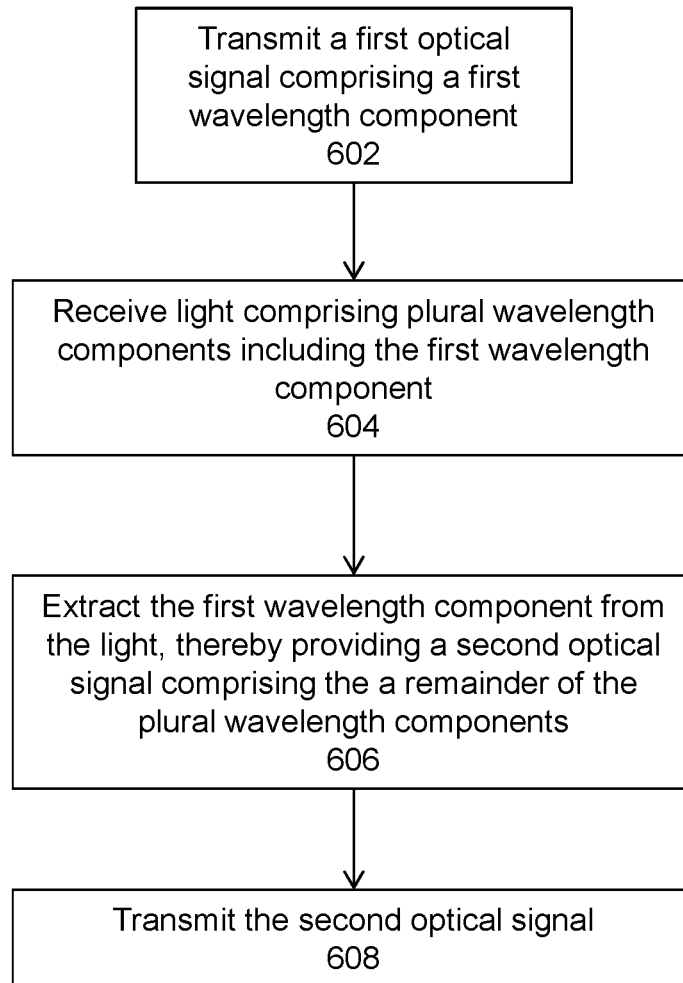 Transmit a first optical
signal comprising a first
wavelength component
602
Receive light comprising plural wavelength
components including the first wavelength
component
604
Extract the first wavelength component from
the light, thereby providing a second optical
signal comprising the a remainder of the
plural wavelength components
606
Transmit the second optical signal
608